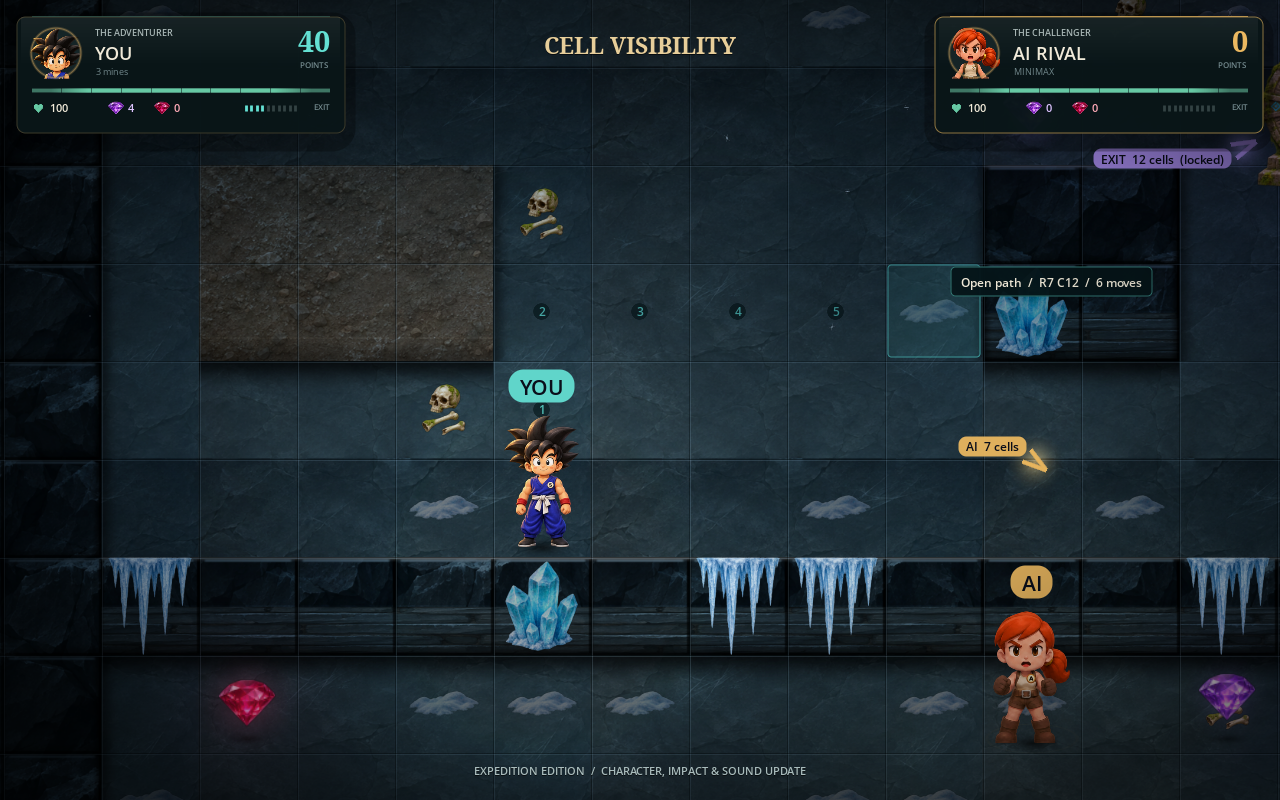 THE ADVENTURER
YOU
3 mines
40
POINTS
100
4
0
EXIT
CELL VISIBILITY
THE CHALLENGER
AI RIVAL
MINIMAX
0
POINTS
100
0
0
EXIT
EXIT 12 cells (locked)
Open path / R7 C12 / 6 moves
2
3
4
5
YOU
1
AI 7 cells
AI
EXPEDITION EDITION / CHARACTER, IMPACT & SOUND UPDATE